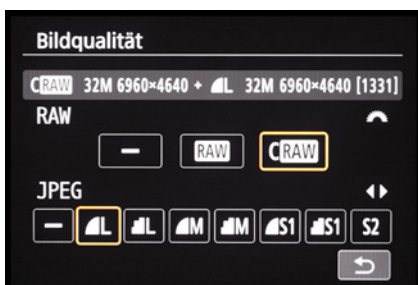 Bildqualität
CRAW 32M 6960×4640 + L 32M 6960×4640 [1331]
RAW
— RAW CRAW
JPEG
— L L M M S1 S1 S2